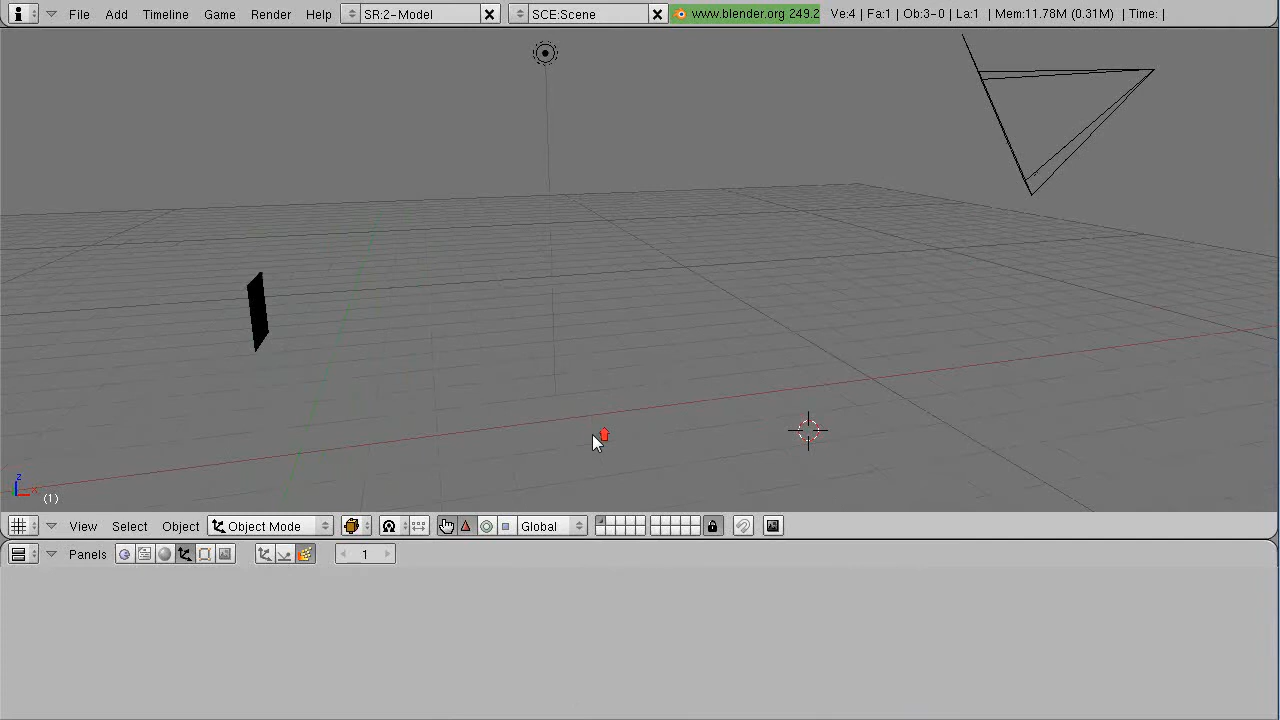 File Add Timeline Game Render Help SR:2-Model SCE:Scene www.blender.org 249.2 Ve:4 | Fa:1 | Ob:3-0 | La:1 | Mem:11.78M (0.31M) | Time: |
z
x
(1)
View Select Object Object Mode Global
Panels 1